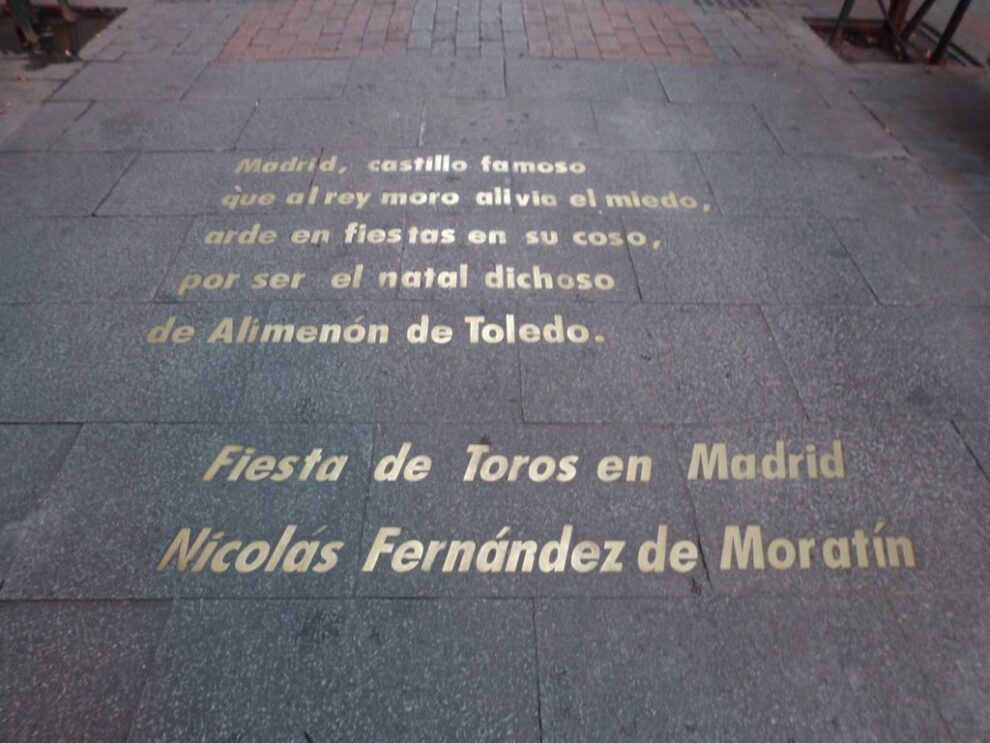 Madrid, castillo famoso
que al rey moro alivia el miedo,
arde en fiestas en su coso,
por ser el natal dichoso
de Alimenón de Toledo.
Fiesta de Toros en Madrid
Nicolás Fernández de Moratín